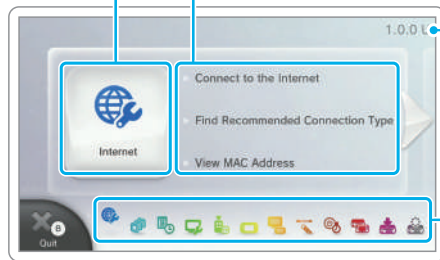 1.0.0 U
Connect to the Internet
Find Recommended Connection Type
Internet
View MAC Address
B
Quit